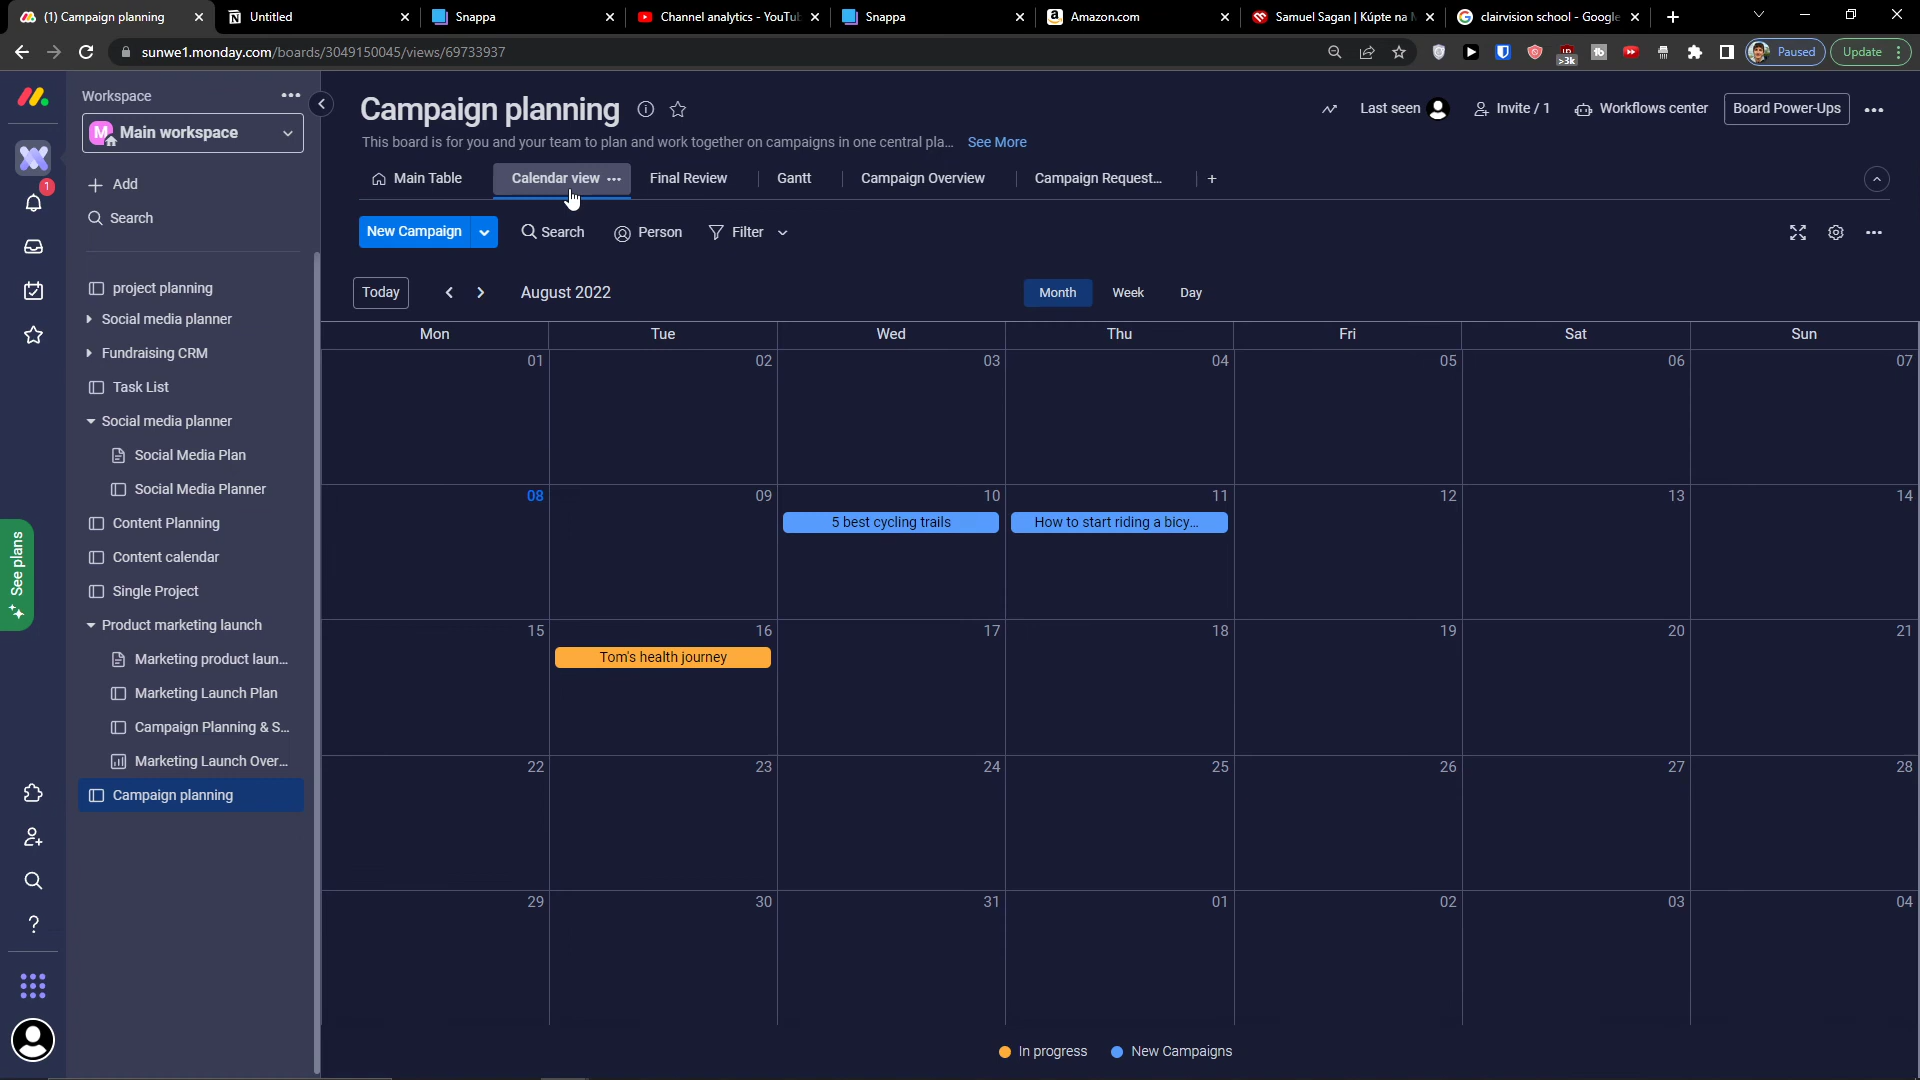 (1) Campaign planning
Untitled
Snappa
Channel analytics - YouTu
Snappa
Amazon.com
Samuel Sagan | Kúpte na
clairvision school - Google
sunwe1.monday.com/boards/3049150045/views/69733937
>3k
Paused
Update
Workspace
M Main workspace
Add
Search
1
project planning
Social media planner
Fundraising CRM
Task List
Social media planner
Social Media Plan
Social Media Planner
Content Planning
Content calendar
Single Project
Product marketing launch
Marketing product laun...
Marketing Launch Plan
Campaign Planning & S...
Marketing Launch Over...
Campaign planning
See plans
Campaign planning
Last seen
Invite / 1
Workflows center
Board Power-Ups
This board is for you and your team to plan and work together on campaigns in one central pla... See More
Main Table
Calendar view
Final Review
Gantt
Campaign Overview
Campaign Request...
New Campaign
Search
Person
Filter
Today
August 2022
Month
Week
Day
Mon Tue Wed Thu Fri Sat Sun
01 02 03 04 05 06 07
08 09 10 11 12 13 14
5 best cycling trails
How to start riding a bicy...
15 16 17 18 19 20 21
Tom's health journey
22 23 24 25 26 27 28
29 30 31 01 02 03 04
In progress
New Campaigns